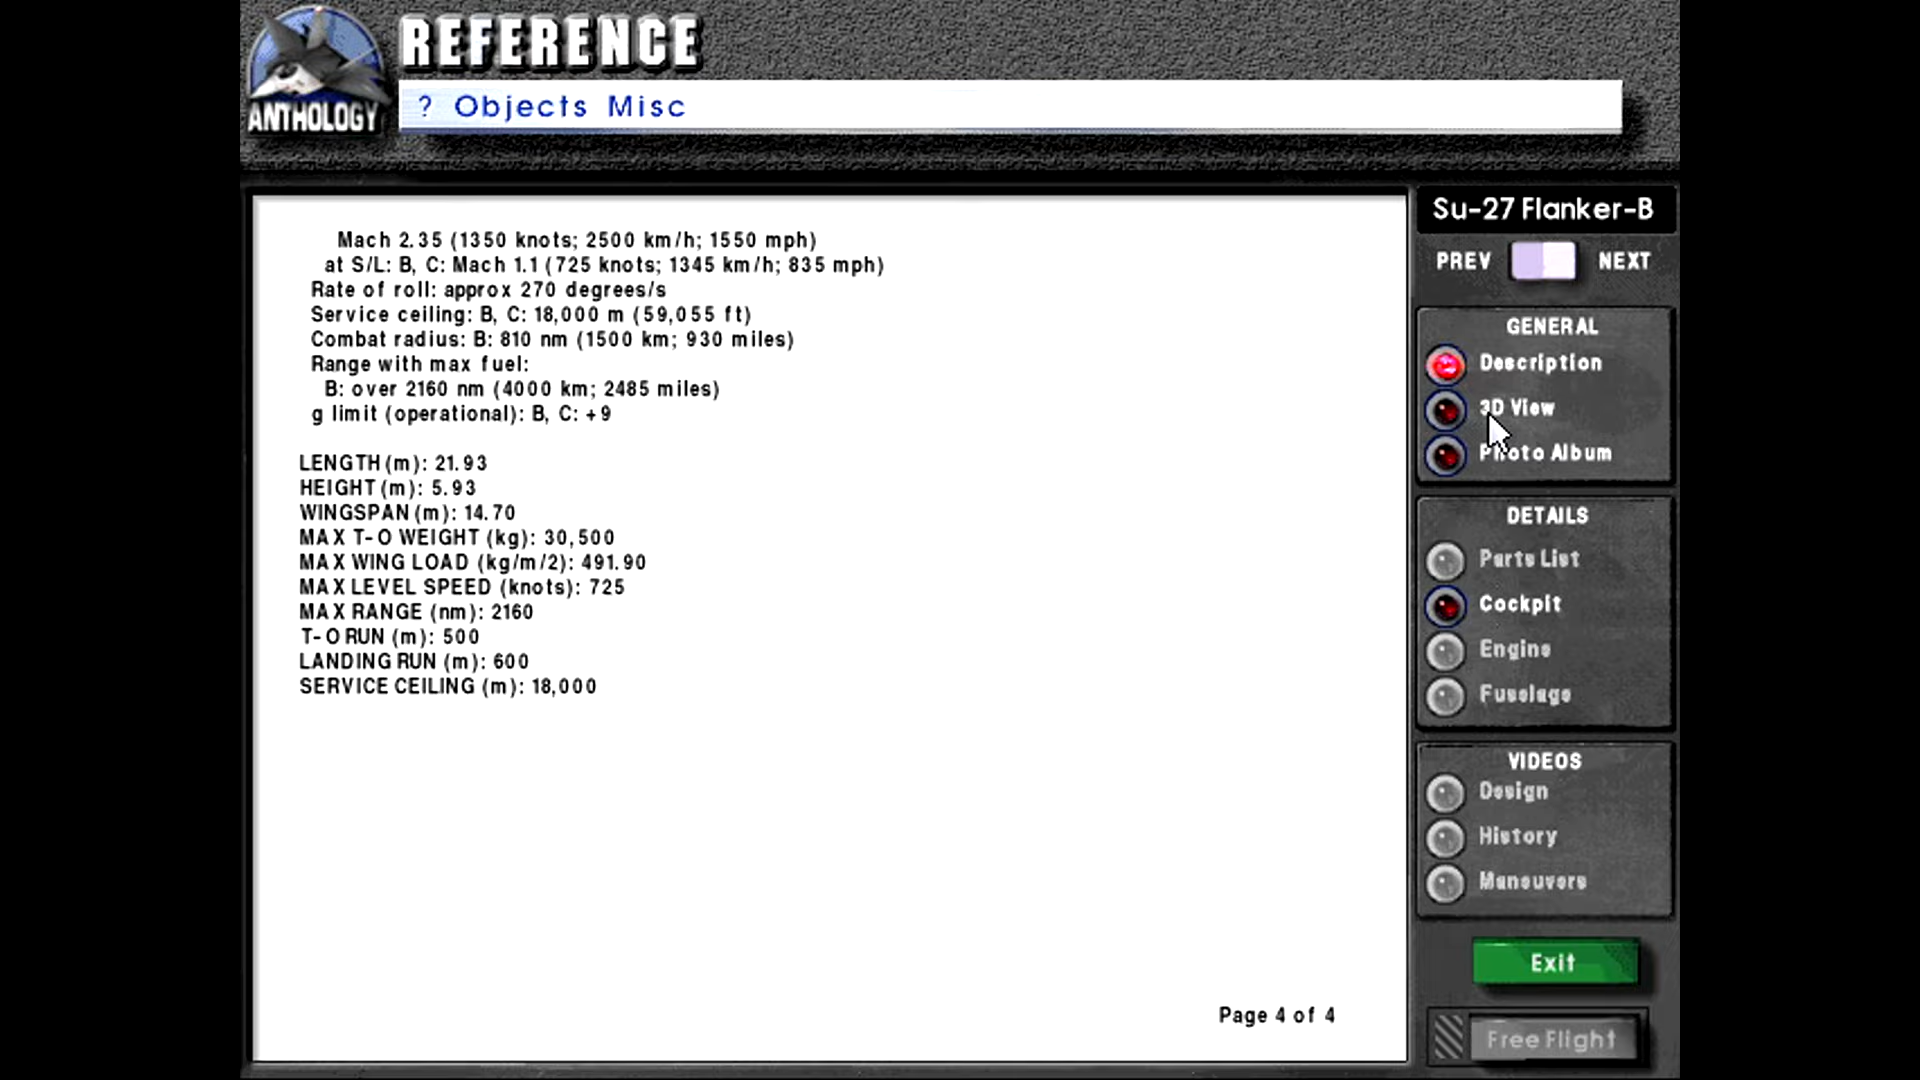 REFERENCE
ANTHOLOGY
? Objects Misc
Mach 2.35 (1350 knots; 2500 km/h; 1550 mph)
at S/L: B, C: Mach 1.1 (725 knots; 1345 km/h; 835 mph)
Rate of roll: approx 270 degrees/s
Service ceiling: B, C: 18,000 m (59,055 ft)
Combat radius: B: 810 nm (1500 km; 930 miles)
Range with max fuel:
B: over 2160 nm (4000 km; 2485 miles)
g limit (operational): B, C: +9
LENGTH (m): 21.93
HEIGHT (m): 5.93
WINGSPAN (m): 14.70
MAX T-O WEIGHT (kg): 30,500
MAX WING LOAD (kg/m/2): 491.90
MAX LEVEL SPEED (knots): 725
MAX RANGE (nm): 2160
T-O RUN (m): 500
LANDING RUN (m): 600
SERVICE CEILING (m): 18,000
Page 4 of 4
Su-27 Flanker-B
PREV NEXT
GENERAL
Description
3D View
Photo Album
DETAILS
Parts List
Cockpit
Engine
Fuselage
VIDEOS
Design
History
Maneuvers
Exit
Free Flight